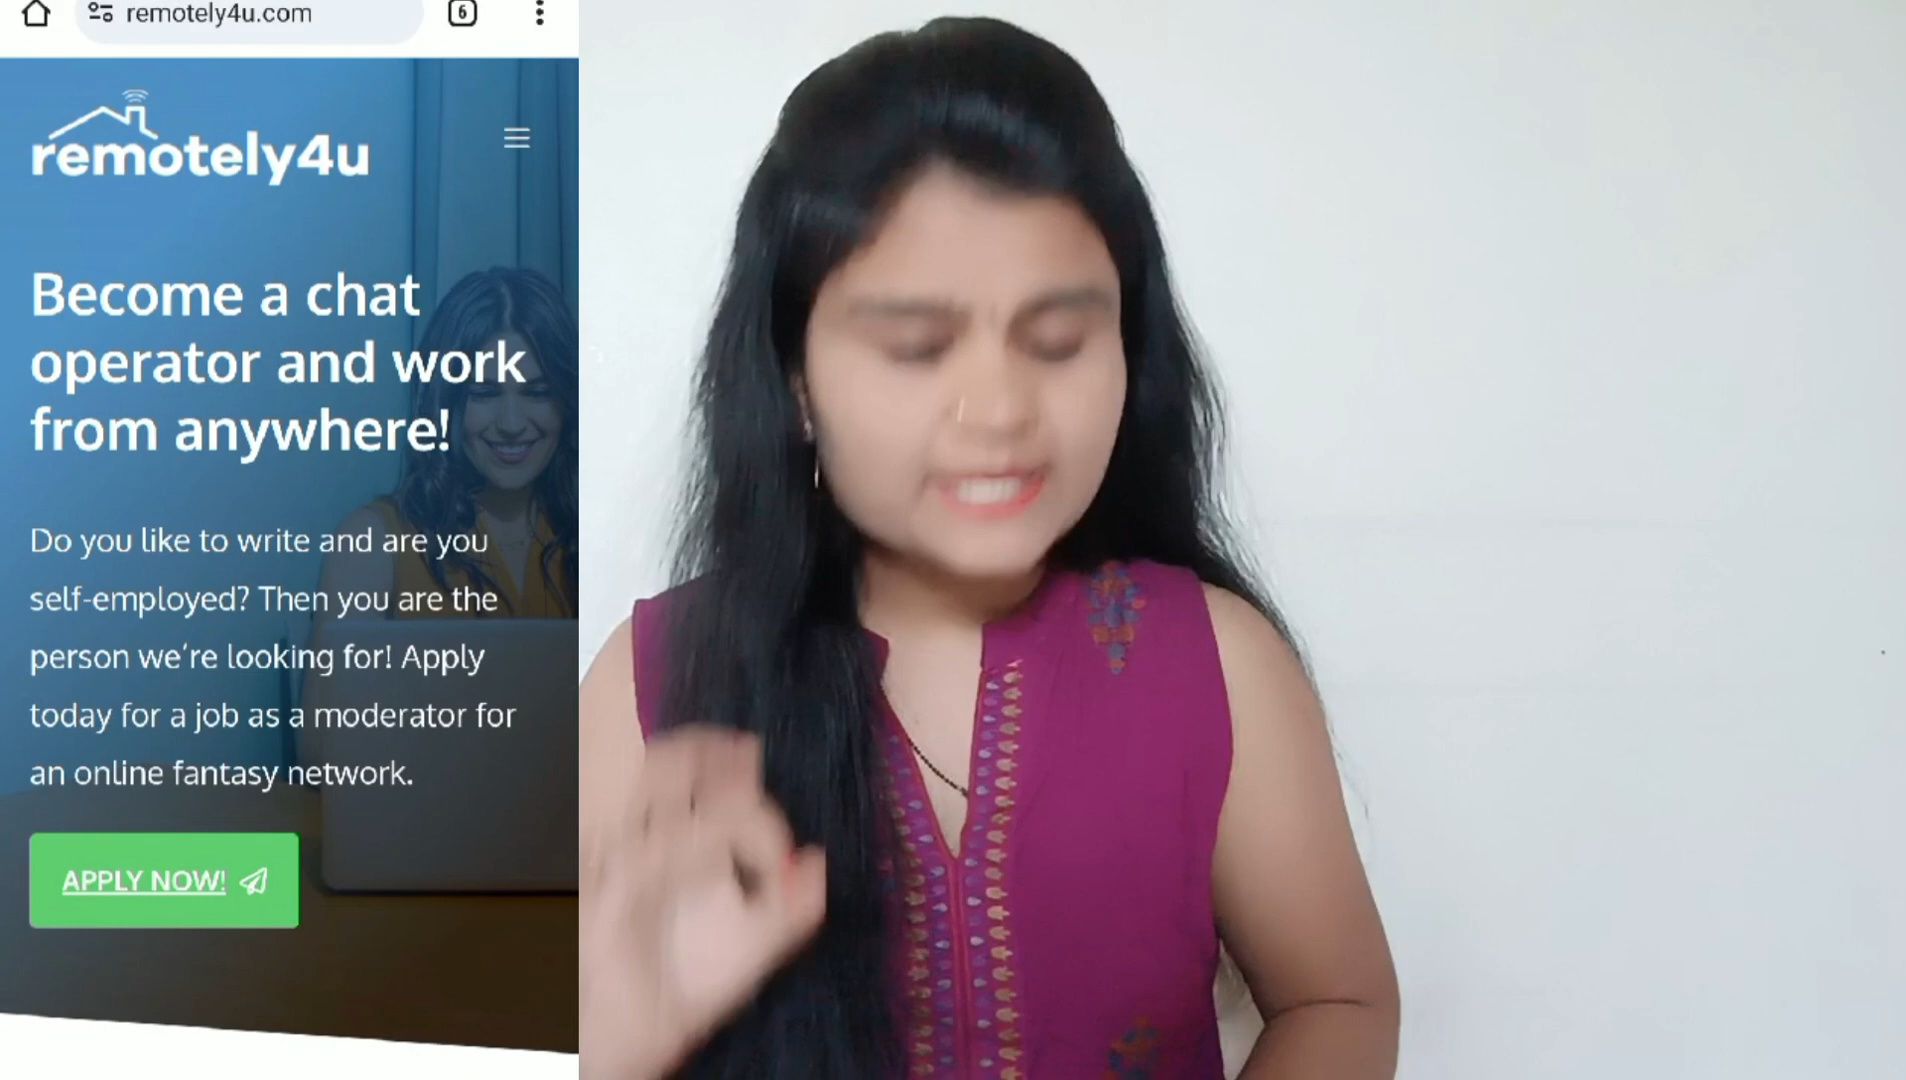 remotely4u.com
6
remotely4u
Become a chat
operator and work
from anywhere!
Do you like to write and are you
self-employed? Then you are the
person we're looking for! Apply
today for a job as a moderator for
an online fantasy network.
APPLY NOW!